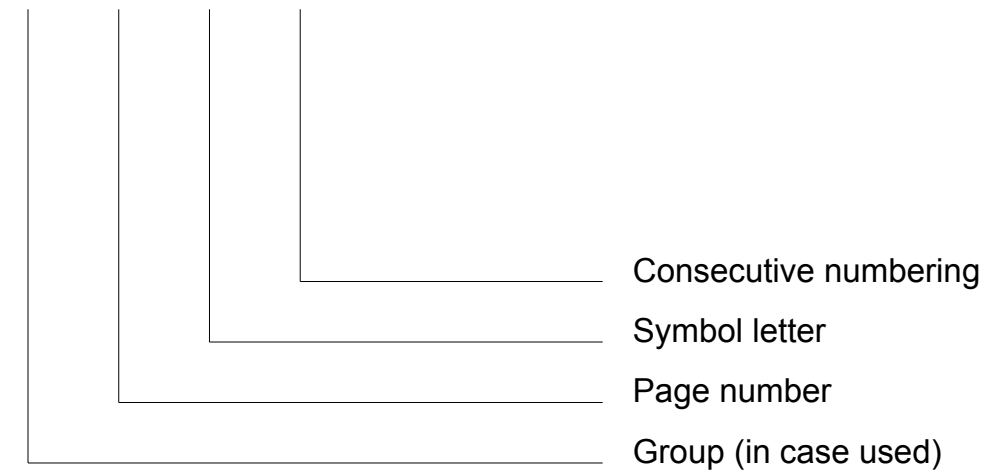 Consecutive numbering
Symbol letter
Page number
Group (in case used)